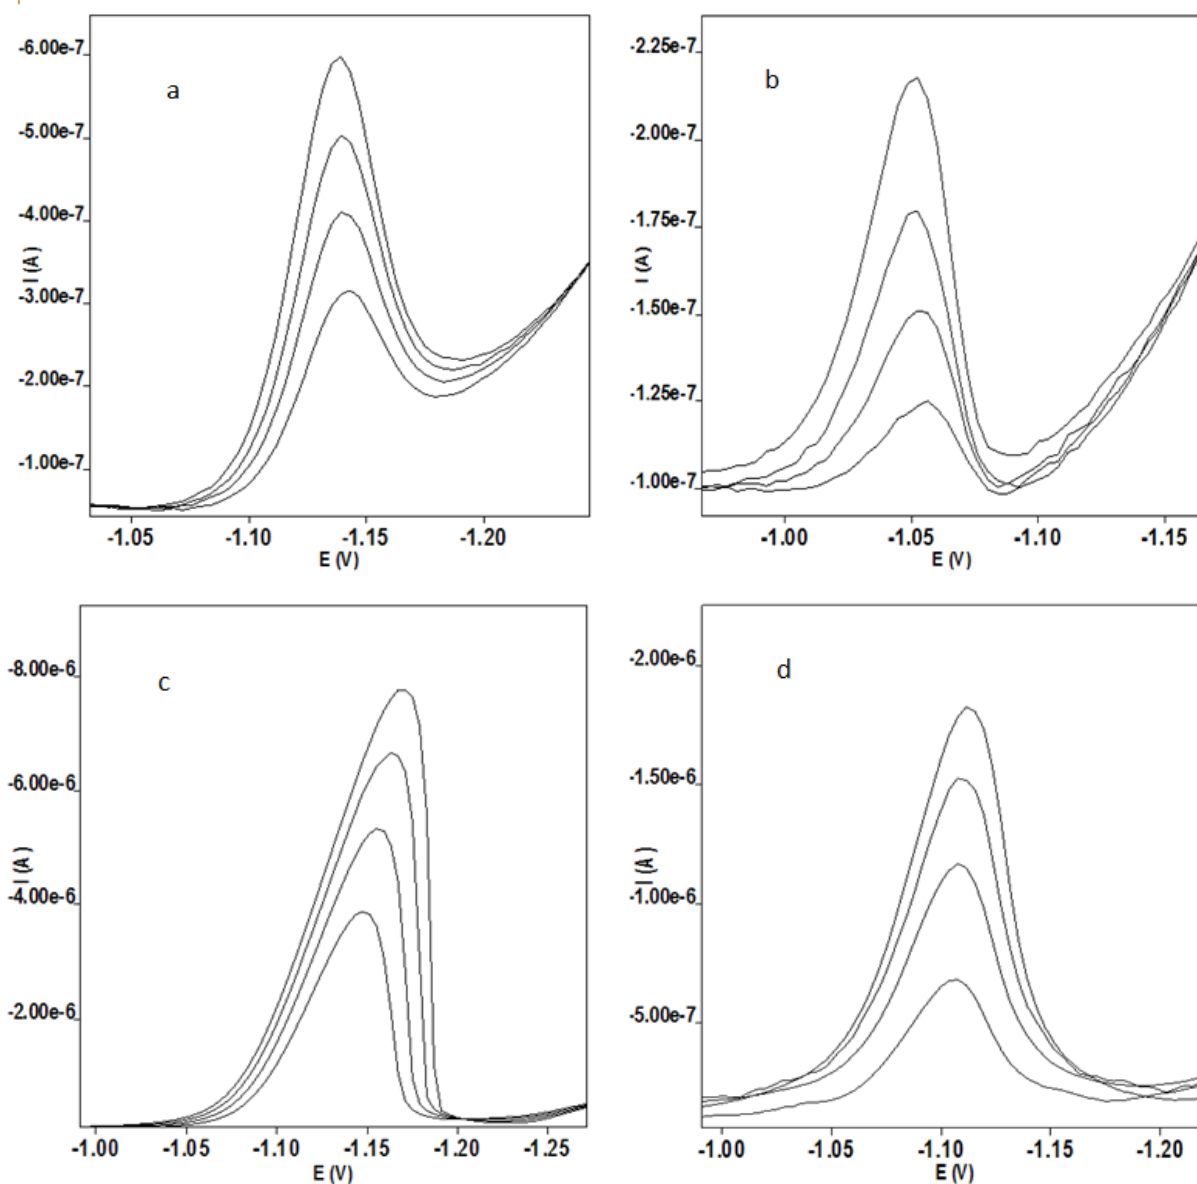 a
-6.00e-7
-5.00e-7
-4.00e-7
-3.00e-7
-2.00e-7
-1.00e-7
I (A)
-1.05 -1.10 -1.15 -1.20
E (V)
b
-2.25e-7
-2.00e-7
-1.75e-7
-1.50e-7
-1.25e-7
-1.00e-7
I (A)
-1.00 -1.05 -1.10 -1.15
E (V)
c
-8.00e-6
-6.00e-6
-4.00e-6
-2.00e-6
I (A)
-1.00 -1.05 -1.10 -1.15 -1.20 -1.25
E (V)
d
-2.00e-6
-1.50e-6
-1.00e-6
-5.00e-7
I (A)
-1.00 -1.05 -1.10 -1.15 -1.20
E (V)